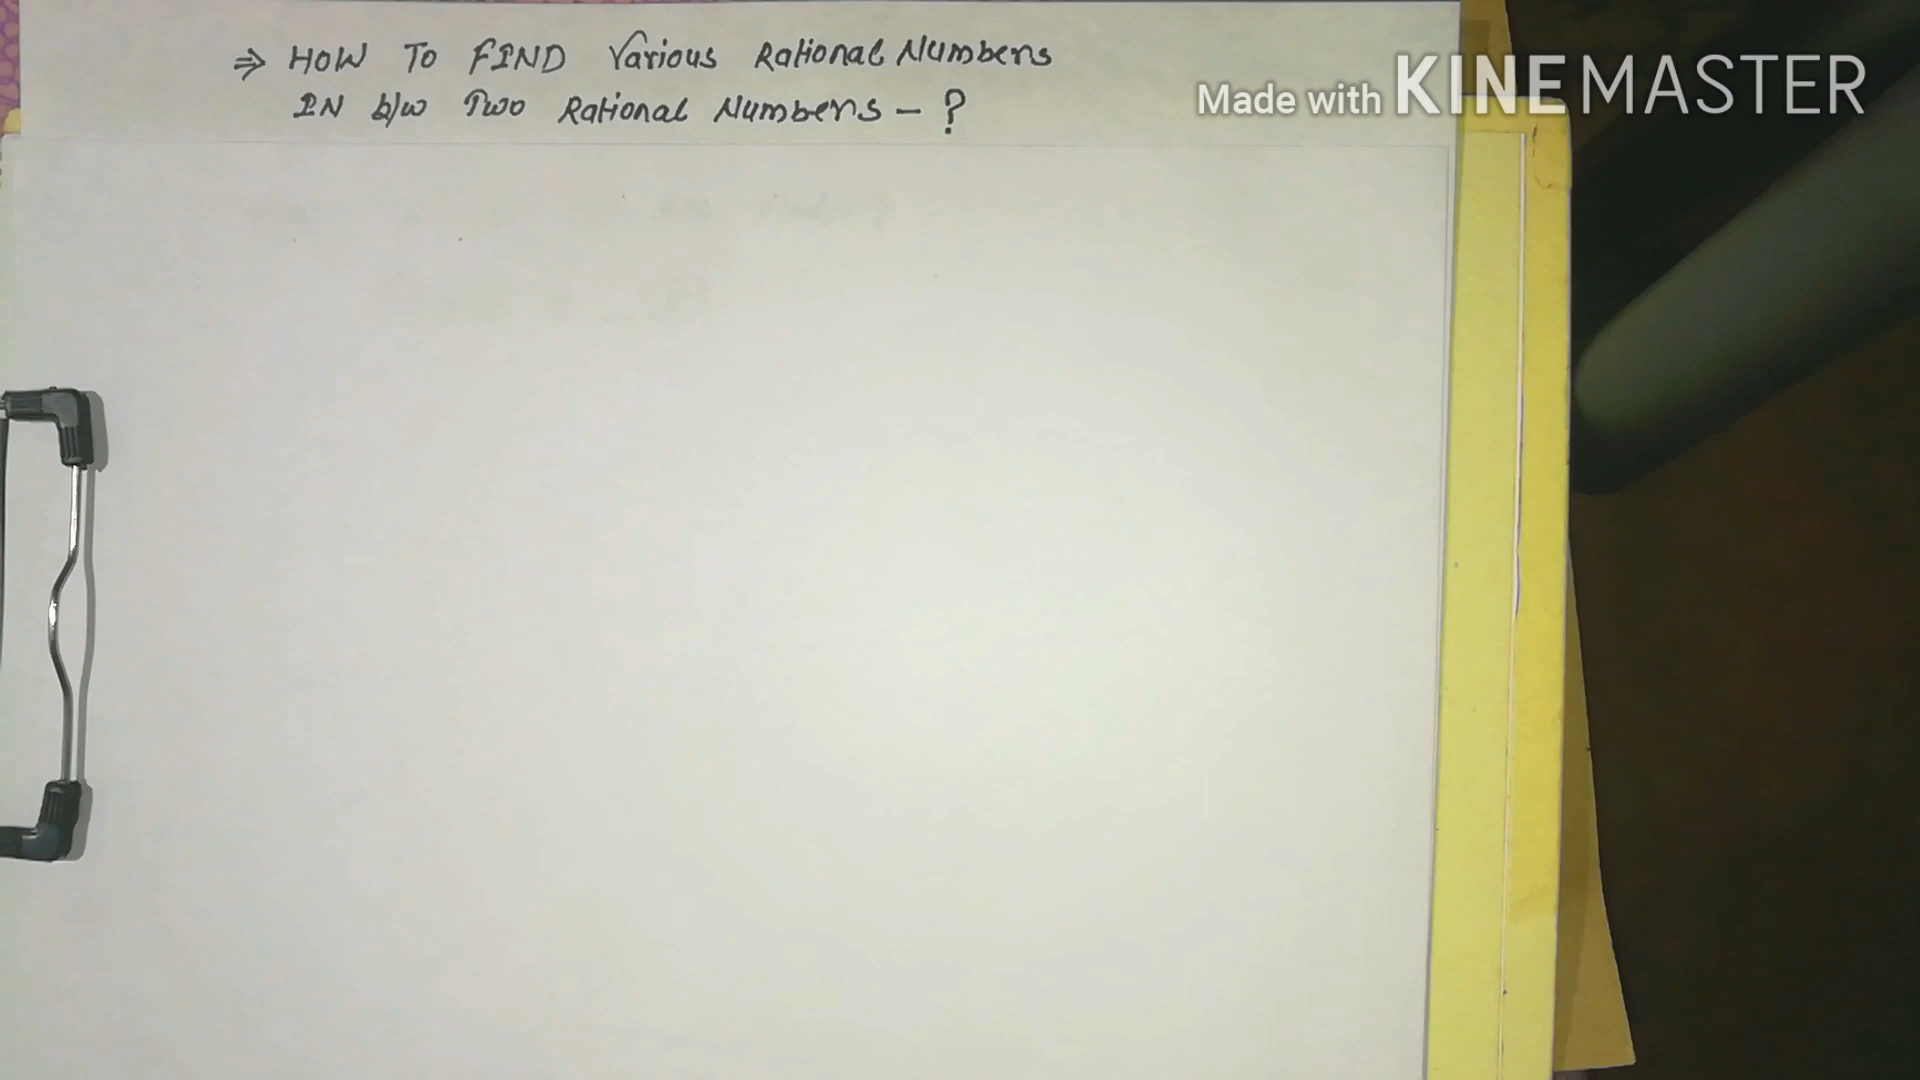 ⇒ HOW TO FIND Various Rational Numbers
IN b/w Two Rational Numbers - ?
Made with KINEMASTER